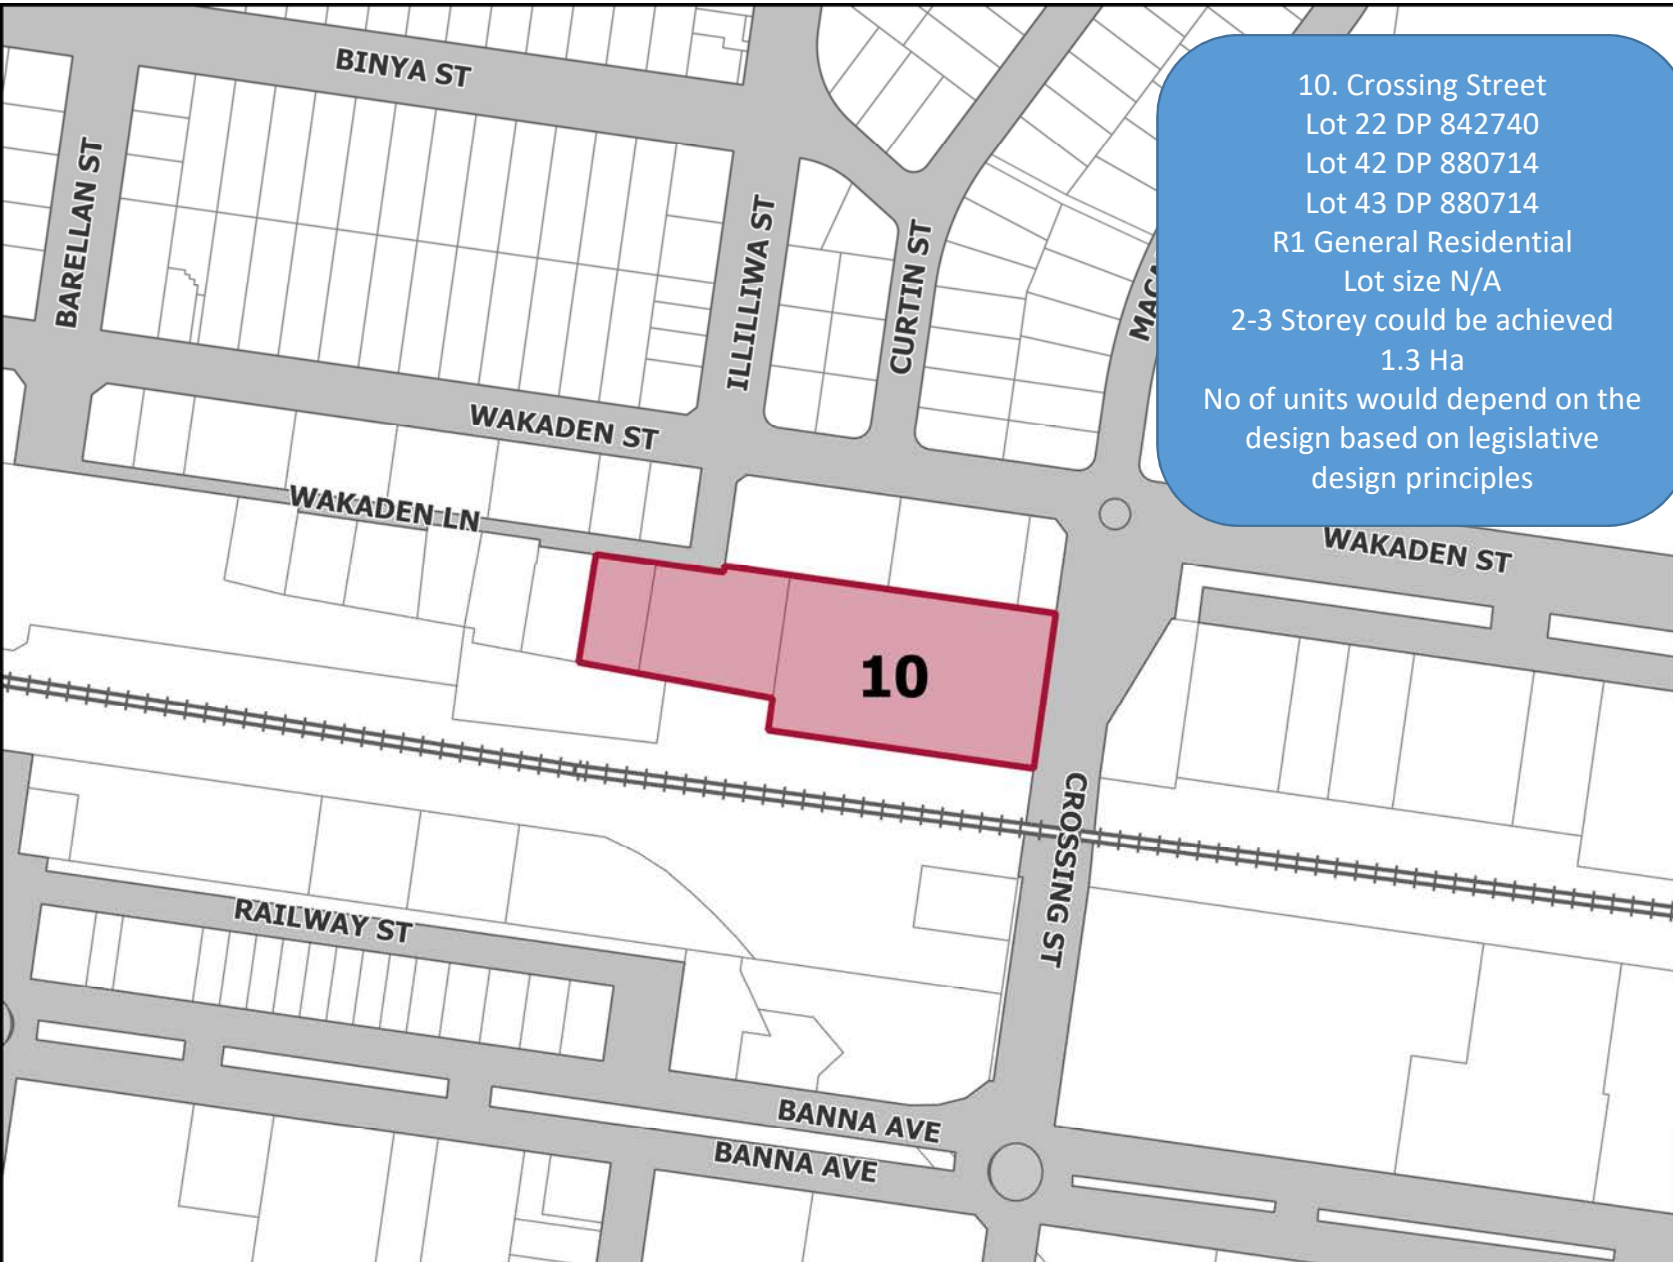 BINYA ST
10. Crossing Street
Lot 22 DP 842740
Lot 42 DP 880714
Lot 43 DP 880714
R1 General Residential
Lot size N/A
2-3 Storey could be achieved
1.3 Ha
No of units would depend on the
design based on legislative
design principles
BARELLAN ST
ILLILLIWA ST
CURTIN ST
MACA
WAKADEN ST
WAKADEN LN
WAKADEN ST
10
CROSSING ST
RAILWAY ST
BANNA AVE
BANNA AVE